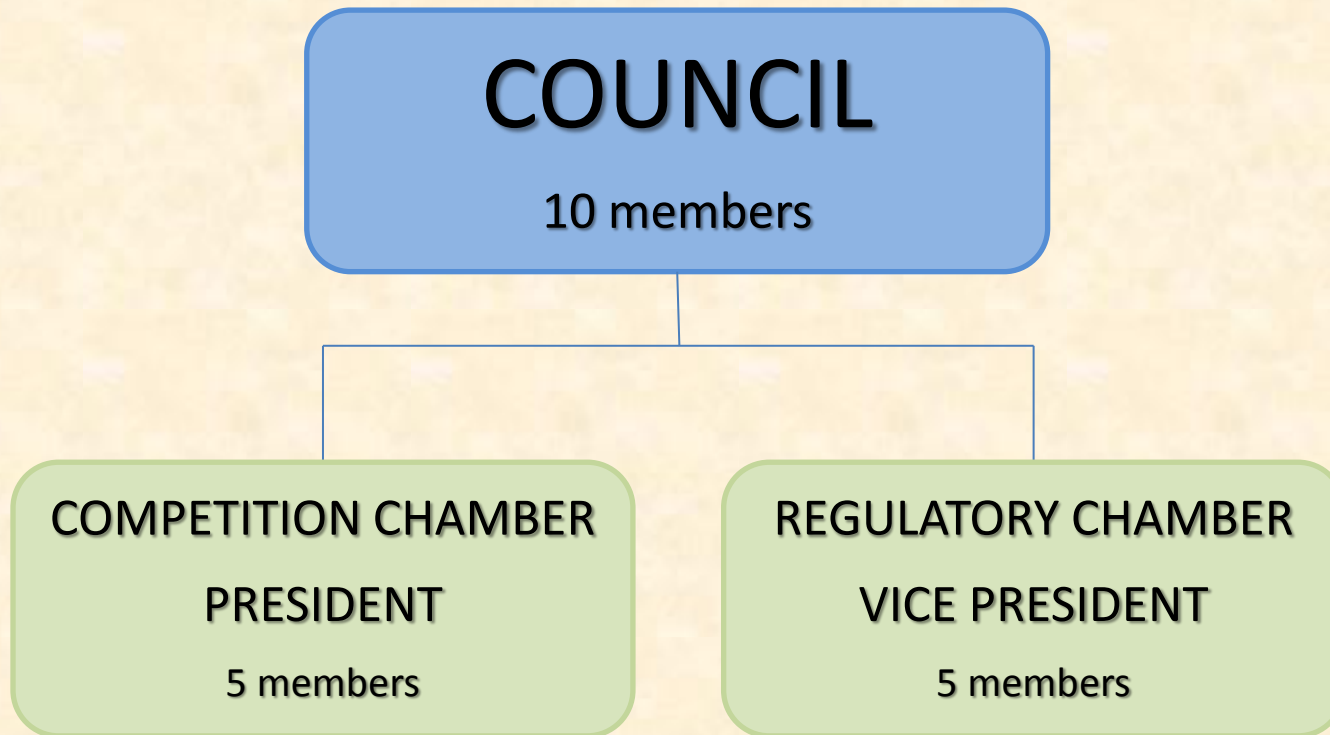 COUNCIL
10 members
COMPETITION CHAMBER
PRESIDENT
5 members
REGULATORY CHAMBER
VICE PRESIDENT
5 members